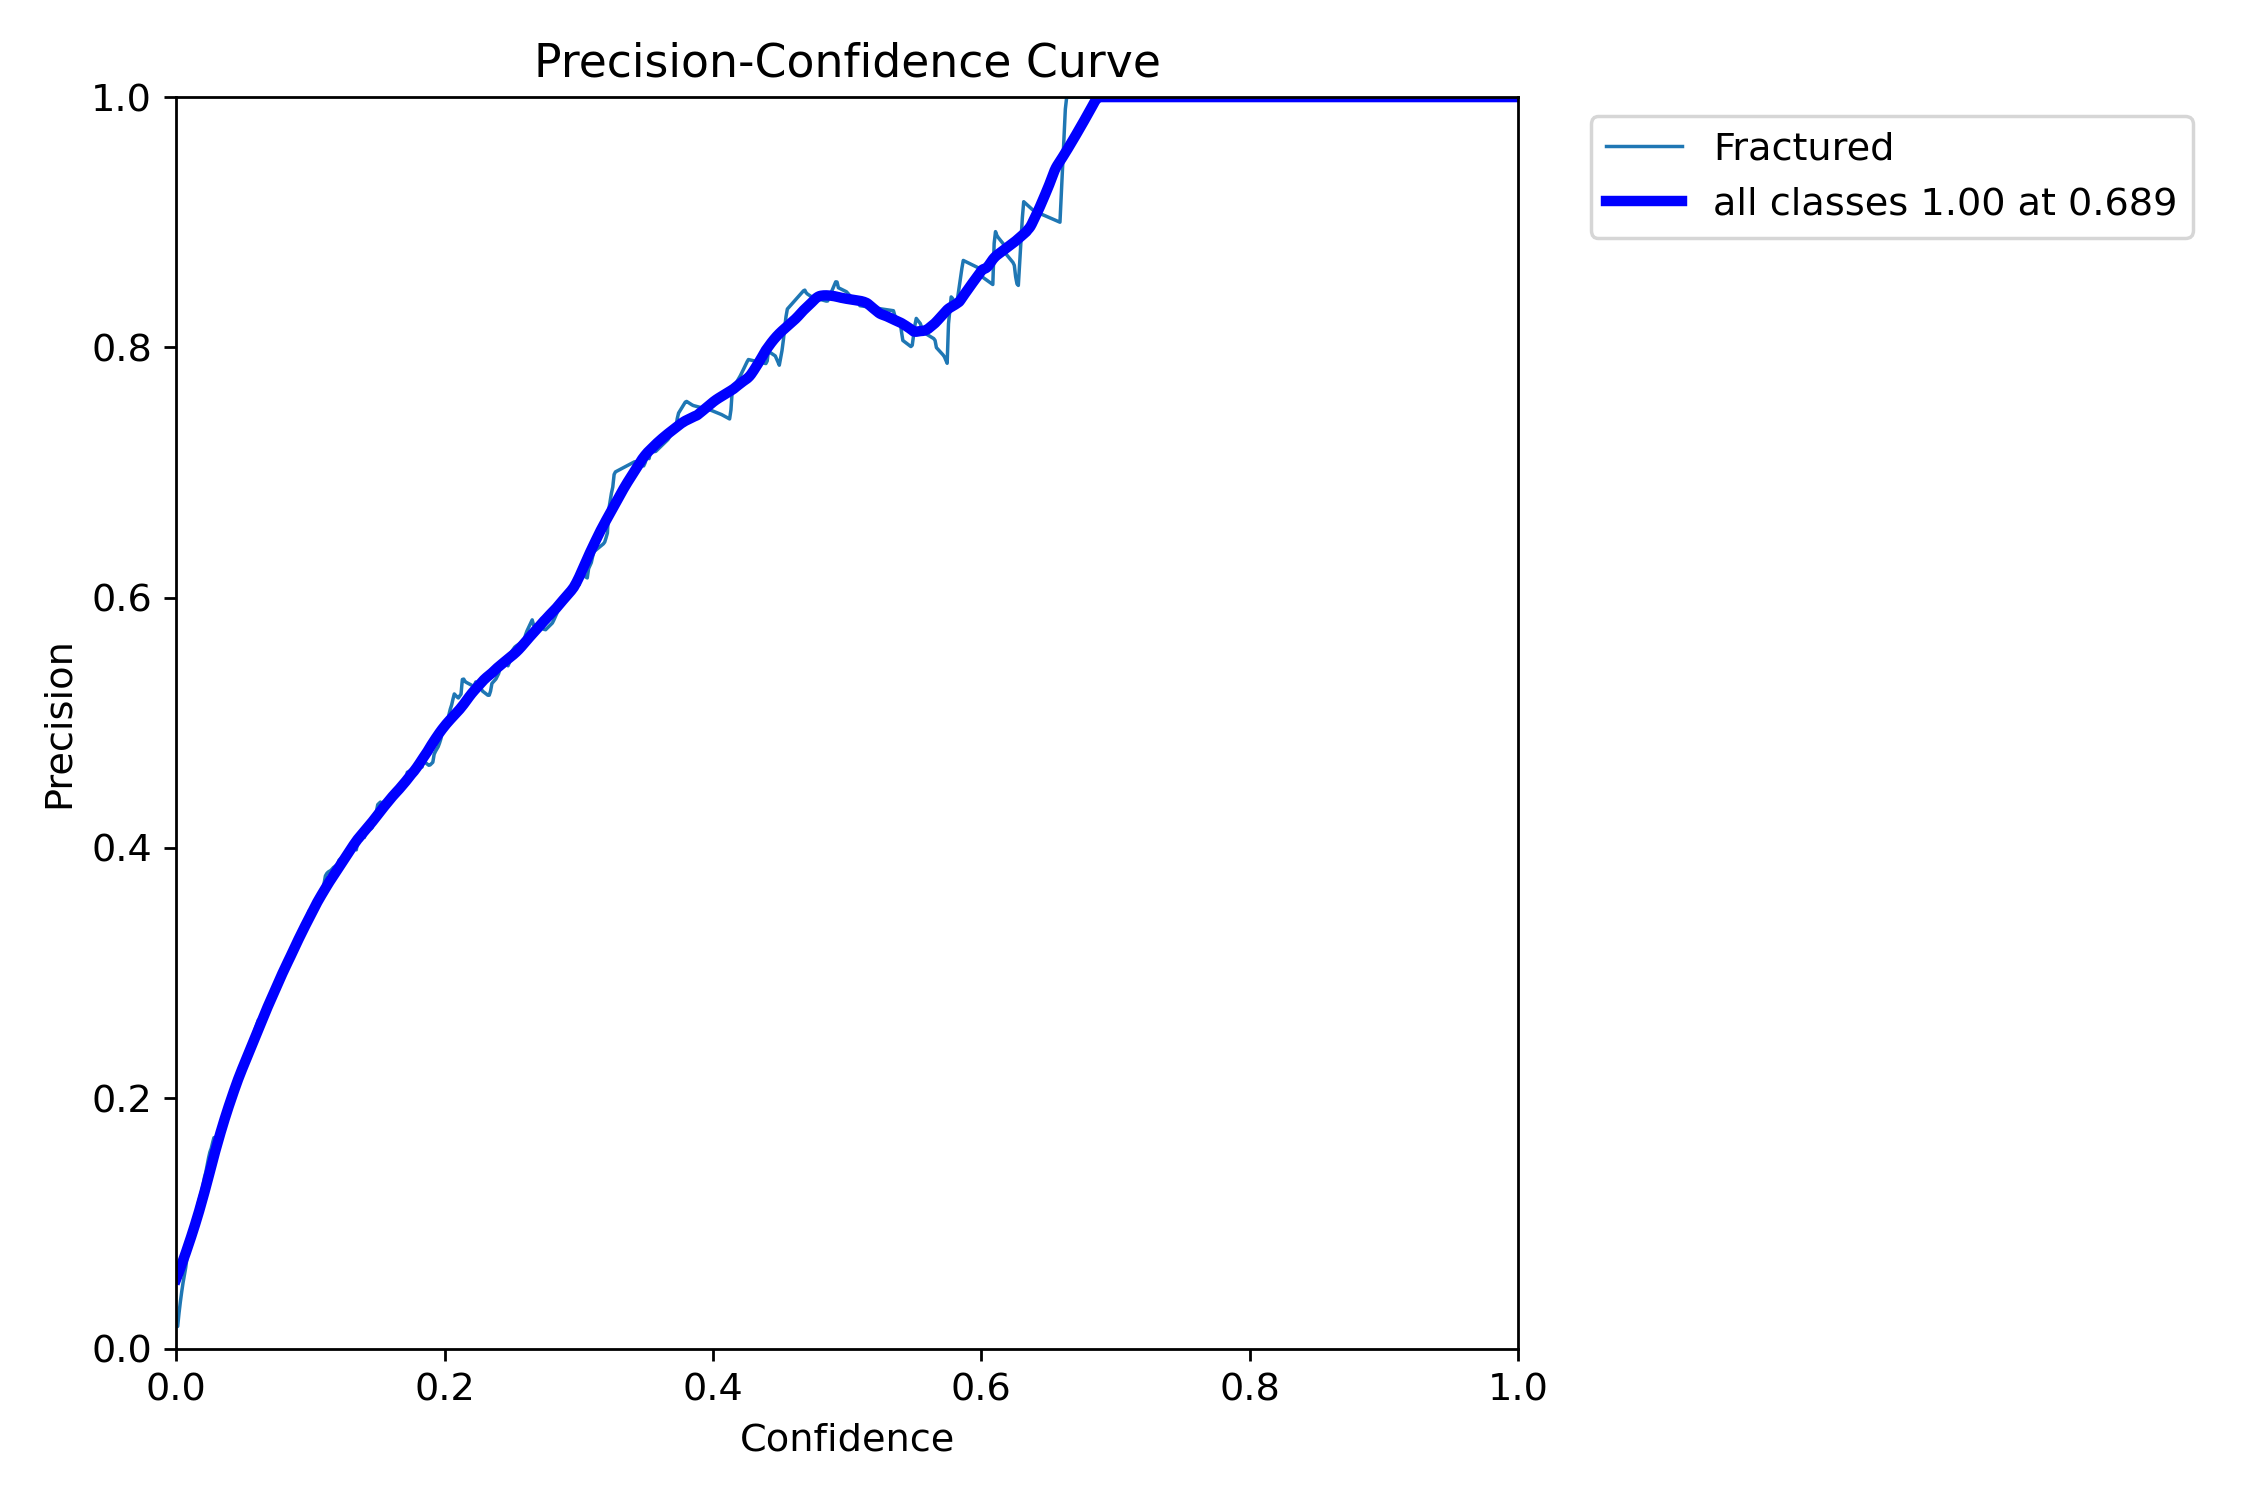 Precision-Confidence Curve
1.0
0.8
0.6
0.4
0.2
0.0
Precision
0.0 0.2 0.4 0.6 0.8 1.0
Confidence
Fractured
all classes 1.00 at 0.689